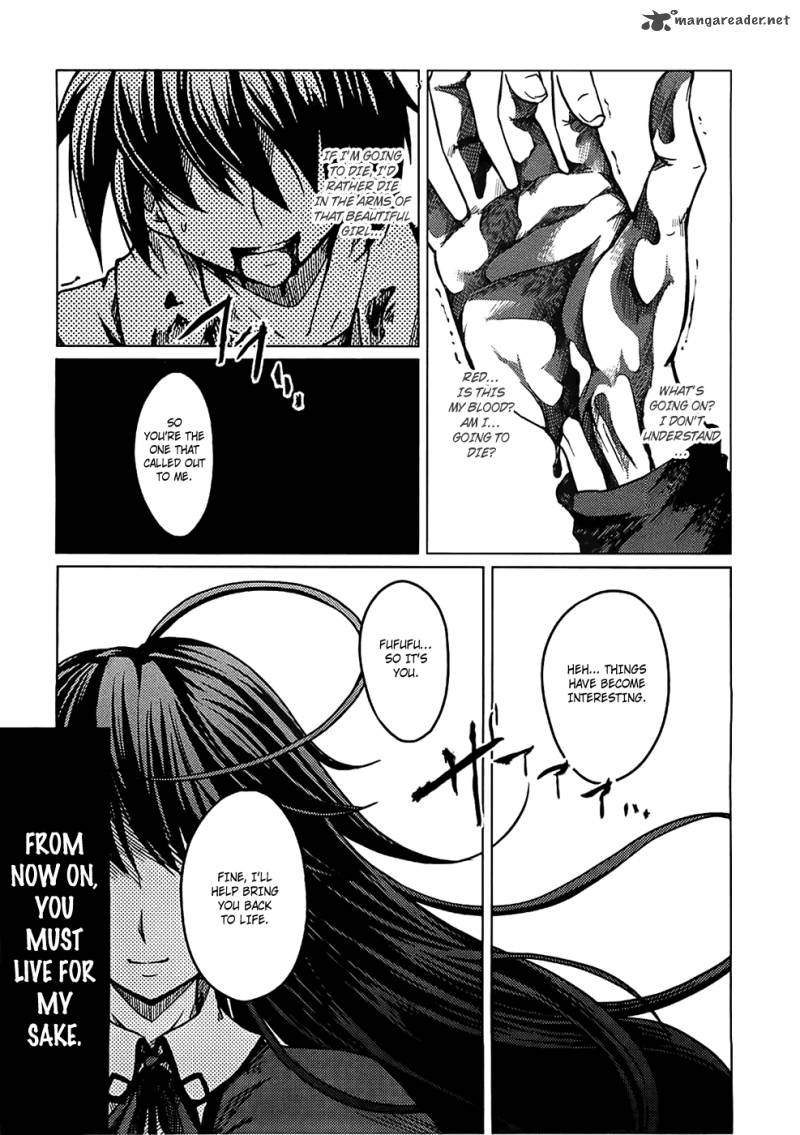 mangareader.net
WHAT'S
GOING ON?
I DON'T
UNDERSTAND
...
RED...
IS THIS
MY BLOOD?
AM I...
GOING TO
DIE?
IF I'M GOING
TO DIE, I'D
RATHER DIE
IN THE ARMS OF
THAT BEAUTIFUL
GIRL...
SO
YOU'RE THE
ONE THAT
CALLED OUT
TO ME.
HEH... THINGS
HAVE BECOME
INTERESTING.
FUFUFU...
SO IT'S
YOU.
FINE, I'LL
HELP BRING
YOU BACK
TO LIFE.
FROM
NOW ON,
YOU
MUST
LIVE FOR
MY
SAKE.